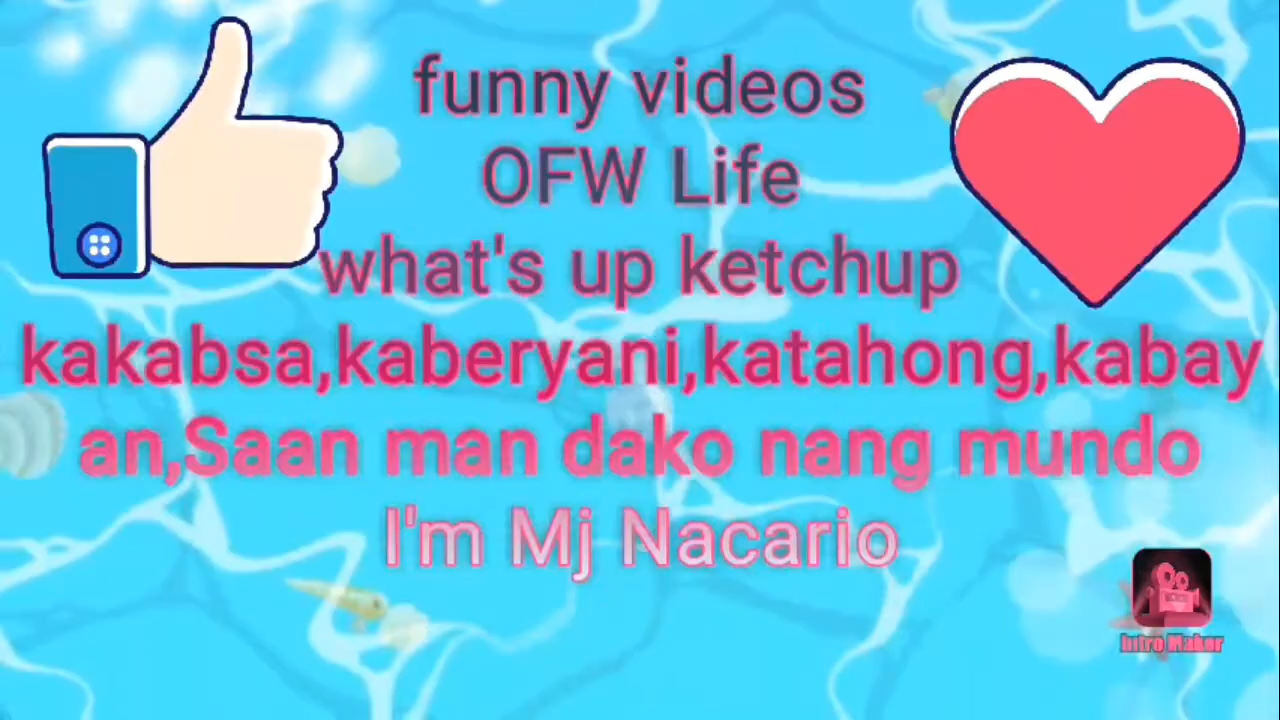 funny videos
OFW Life
what's up ketchup
kakabsa,kaberyani,katahong,kabay
an,Saan man dako nang mundo
I'm Mj Nacario
Intro Maker